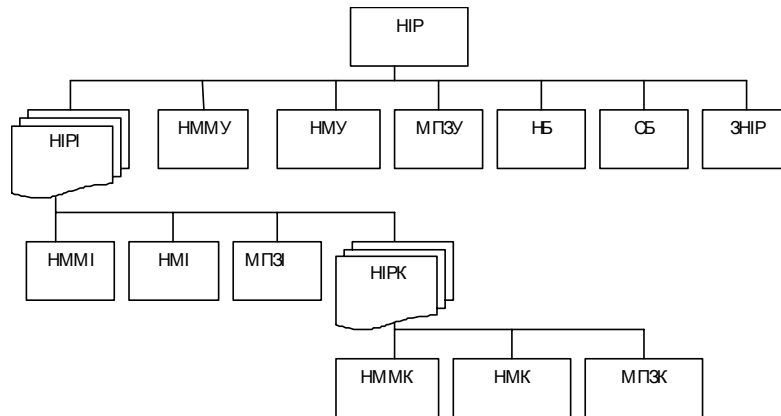 НІР
НІРІ
НММУ
НМУ
МПЗУ
НБ
СБ
ЗНІР
НММІ
НМІ
МПЗІ
НІРК
НММК
НМК
МПЗК